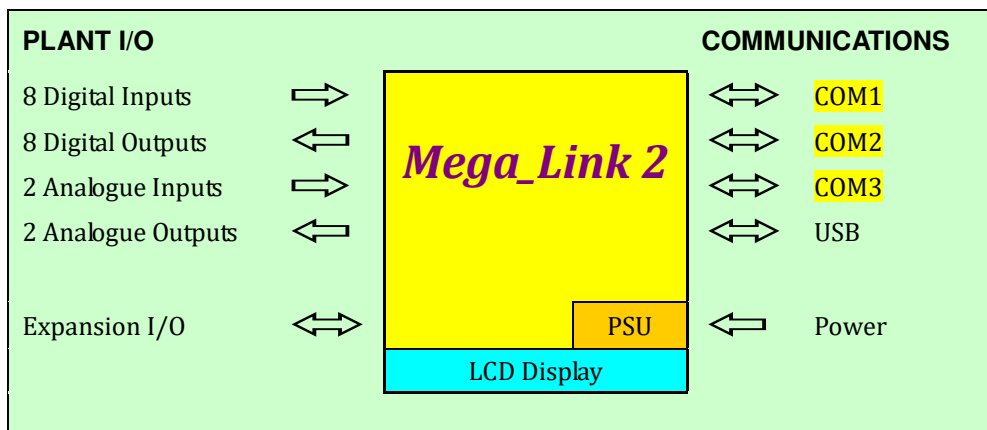 PLANT I/O
COMMUNICATIONS
8 Digital Inputs
COM1
8 Digital Outputs
Mega_Link 2
COM2
2 Analogue Inputs
COM3
2 Analogue Outputs
USB
Expansion I/O
PSU
Power
LCD Display